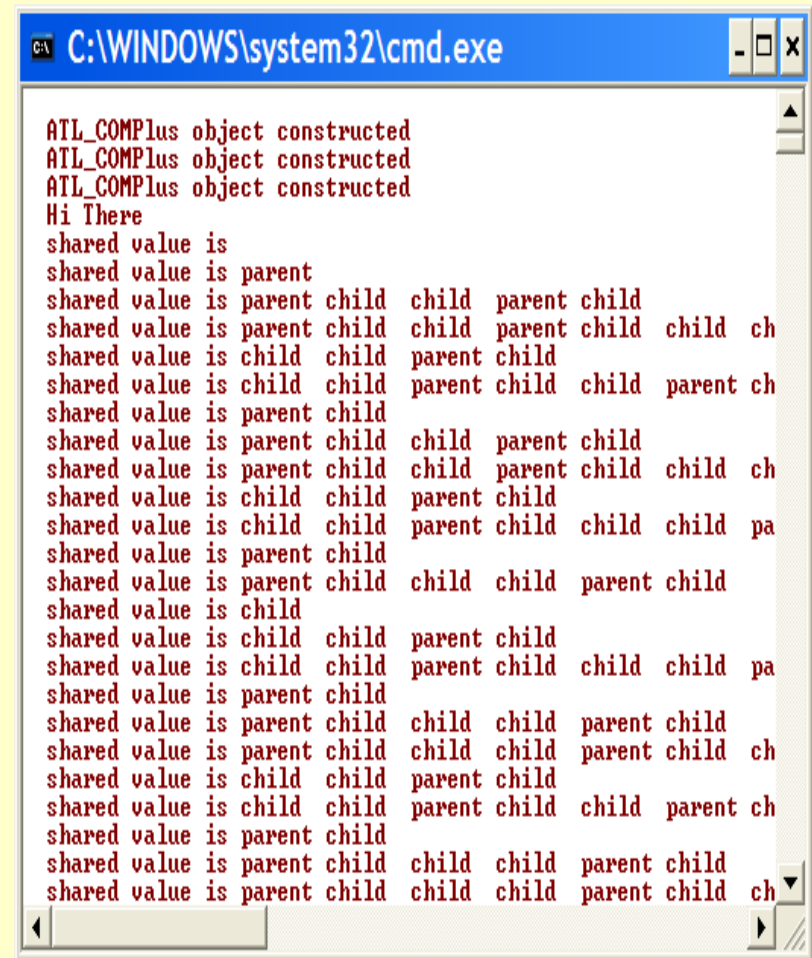 C:\WINDOWS\system32\cmd.exe
ATL_COMPlus object constructed
ATL_COMPlus object constructed
ATL_COMPlus object constructed
Hi There
shared value is
shared value is parent
shared value is parent child child parent child
shared value is parent child child parent child child ch
shared value is child child parent child
shared value is child child parent child child parent ch
shared value is parent child
shared value is parent child child parent child
shared value is parent child child parent child child ch
shared value is child child parent child
shared value is child child parent child child child pa
shared value is parent child
shared value is parent child child child parent child
shared value is child
shared value is child child parent child
shared value is child child parent child child child pa
shared value is parent child
shared value is parent child child child parent child
shared value is parent child child child parent child ch
shared value is child child parent child
shared value is child child parent child child parent ch
shared value is parent child
shared value is parent child child child parent child
shared value is parent child child child parent child ch